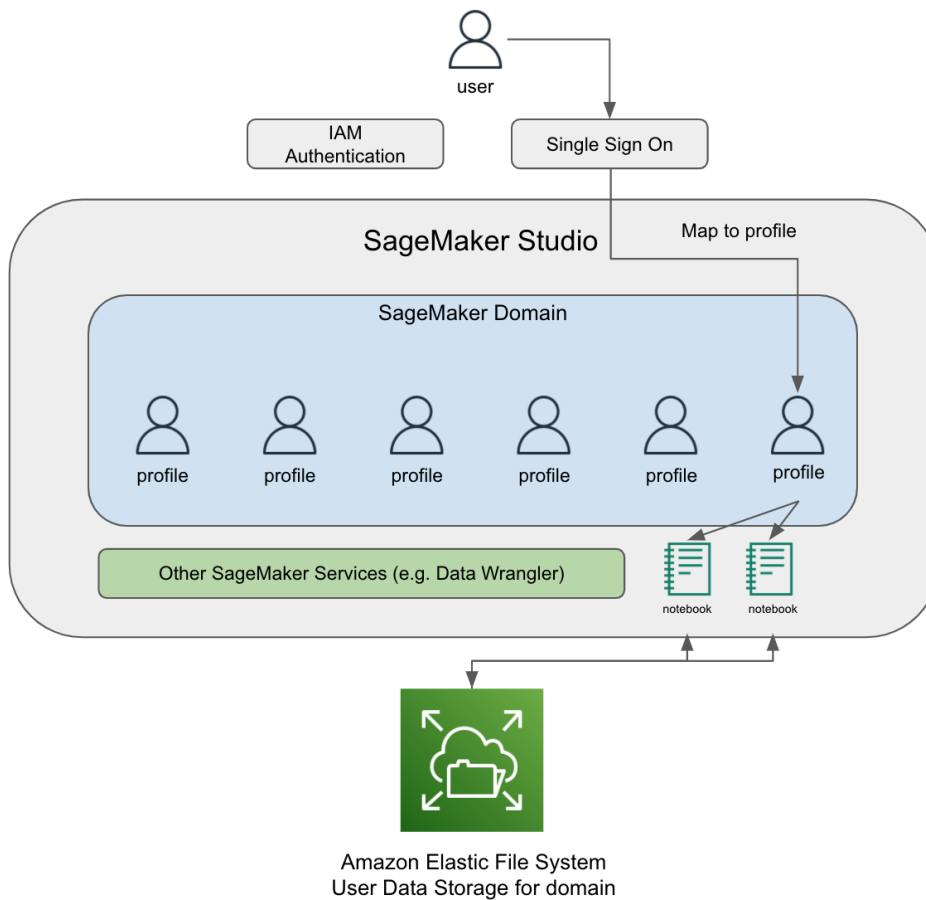 user
IAM
Authentication
Single Sign On
SageMaker Studio
Map to profile
SageMaker Domain
profile
profile
profile
profile
profile
profile
Other SageMaker Services (e.g. Data Wrangler)
notebook
notebook
Amazon Elastic File System
User Data Storage for domain